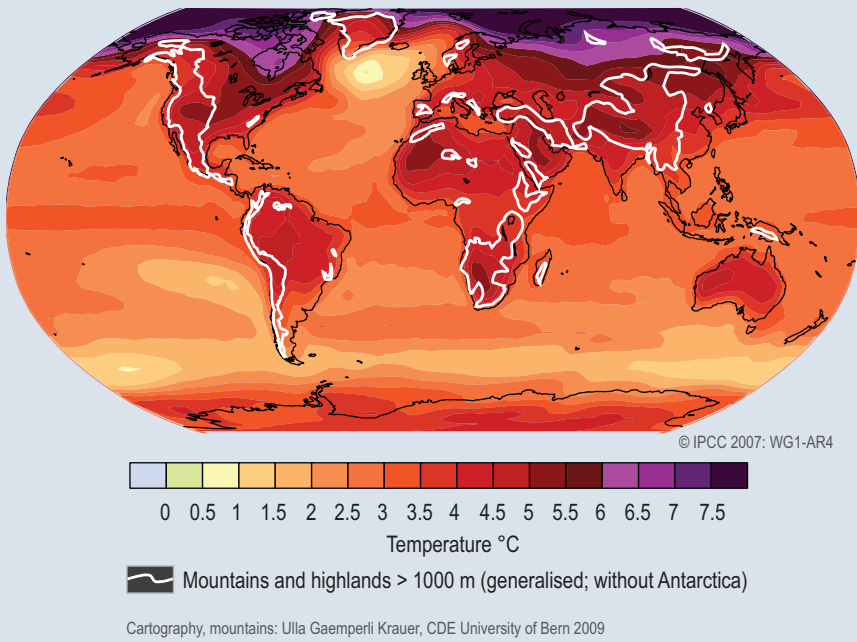 © IPCC 2007: WG1-AR4
0 0.5 1 1.5 2 2.5 3 3.5 4 4.5 5 5.5 6 6.5 7 7.5
Temperature °C
Mountains and highlands > 1000 m (generalised; without Antarctica)
Cartography, mountains: Ulla Gaemperli Krauer, CDE University of Bern 2009